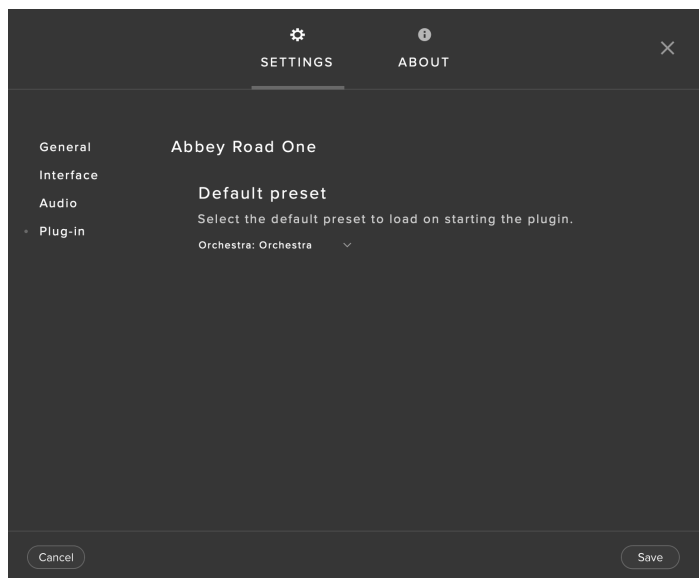 SETTINGS
ABOUT
General
Interface
Audio
Plug-in
Abbey Road One
Default preset
Select the default preset to load on starting the plugin.
Orchestra: Orchestra
Cancel
Save